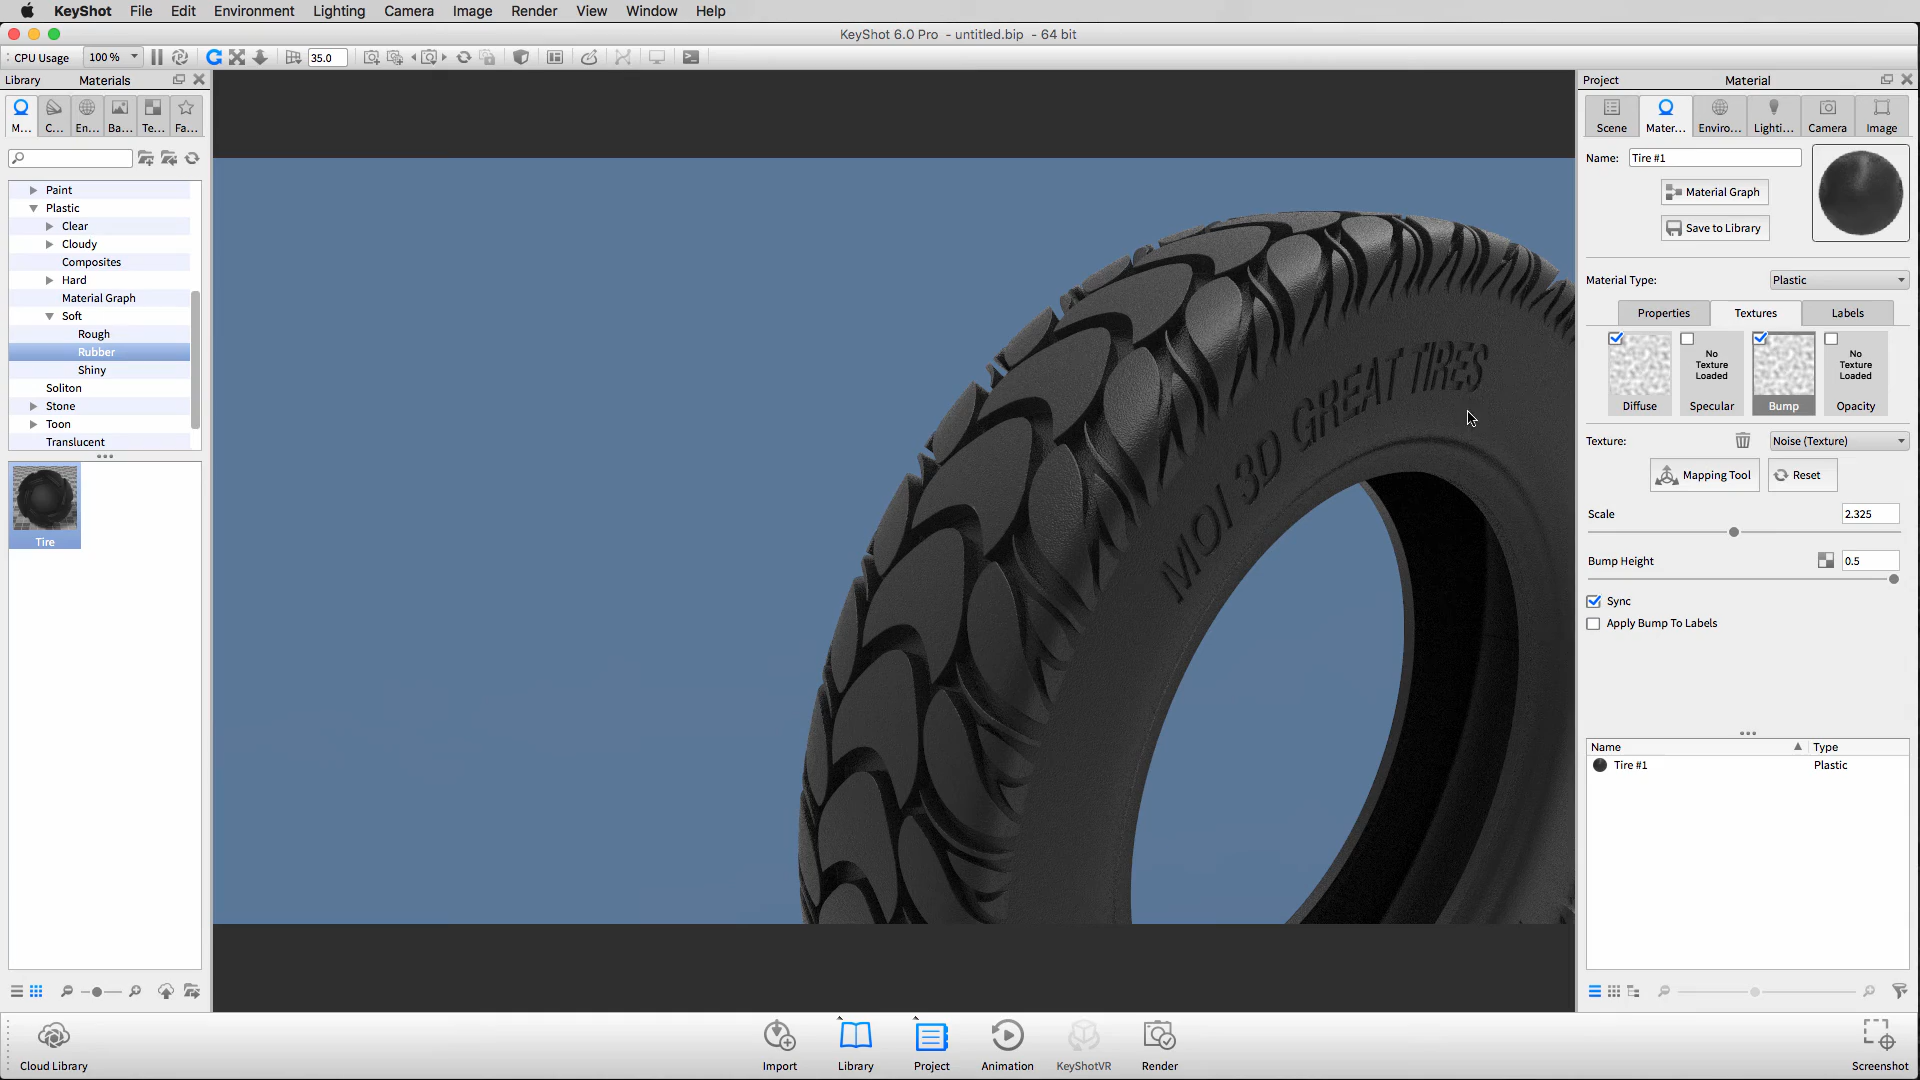 KeyShot File Edit Environment Lighting Camera Image Render View Window Help
KeyShot 6.0 Pro - untitled.bip - 64 bit
CPU Usage 100 % 35.0
Library Materials
M... C... En... Ba... Te... Fa...
Paint
Plastic
Clear
Cloudy
Composites
Hard
Material Graph
Soft
Rough
Rubber
Shiny
Soliton
Stone
Toon
Translucent
Tire
MOI 3D GREAT TIRES
Project Material
Scene Mater... Enviro... Lighti... Camera Image
Name: Tire #1
Material Graph
Save to Library
Material Type: Plastic
Properties Textures Labels
No Texture Loaded
No Texture Loaded
Diffuse Specular Bump Opacity
Texture: Noise (Texture)
Mapping Tool Reset
Scale 2.325
Bump Height 0.5
Sync
Apply Bump To Labels
Name Type
Tire #1 Plastic
Cloud Library Import Library Project Animation KeyShotVR Render Screenshot